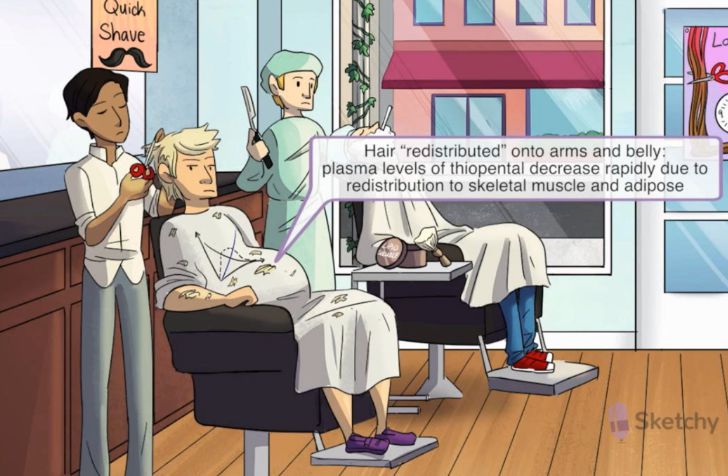 Quick
Shave
Hair “redistributed” onto arms and belly:
plasma levels of thiopental decrease rapidly due to
redistribution to skeletal muscle and adipose
Sketchy